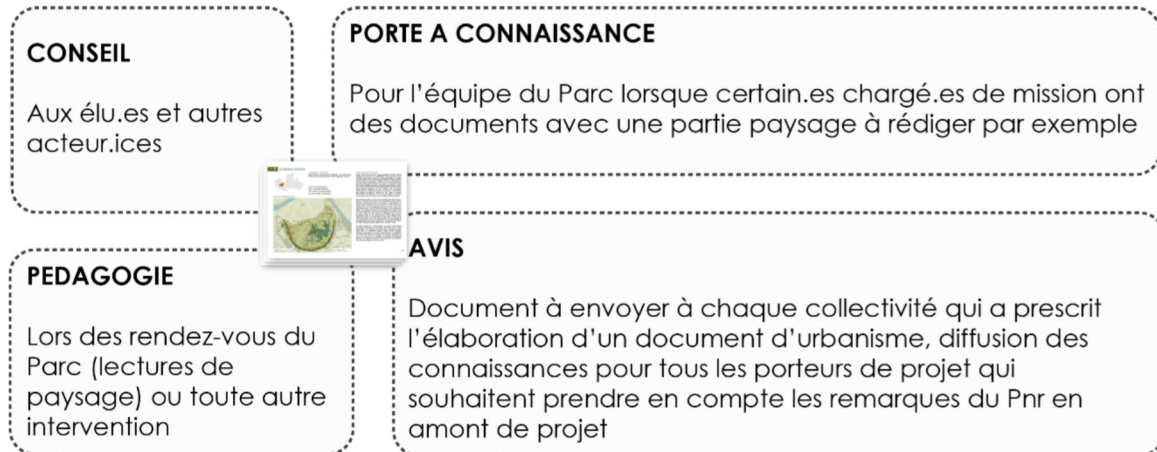 CONSEIL
Aux élu.es et autres
acteur.ices
PORTE A CONNAISSANCE
Pour l'équipe du Parc lorsque certain.es chargé.es de mission ont
des documents avec une partie paysage à rédiger par exemple
PEDAGOGIE
Lors des rendez-vous du
Parc (lectures de
paysage) ou toute autre
intervention
AVIS
Document à envoyer à chaque collectivité qui a prescrit
l'élaboration d'un document d'urbanisme, diffusion des
connaissances pour tous les porteurs de projet qui
souhaitent prendre en compte les remarques du Pnr en
amont de projet